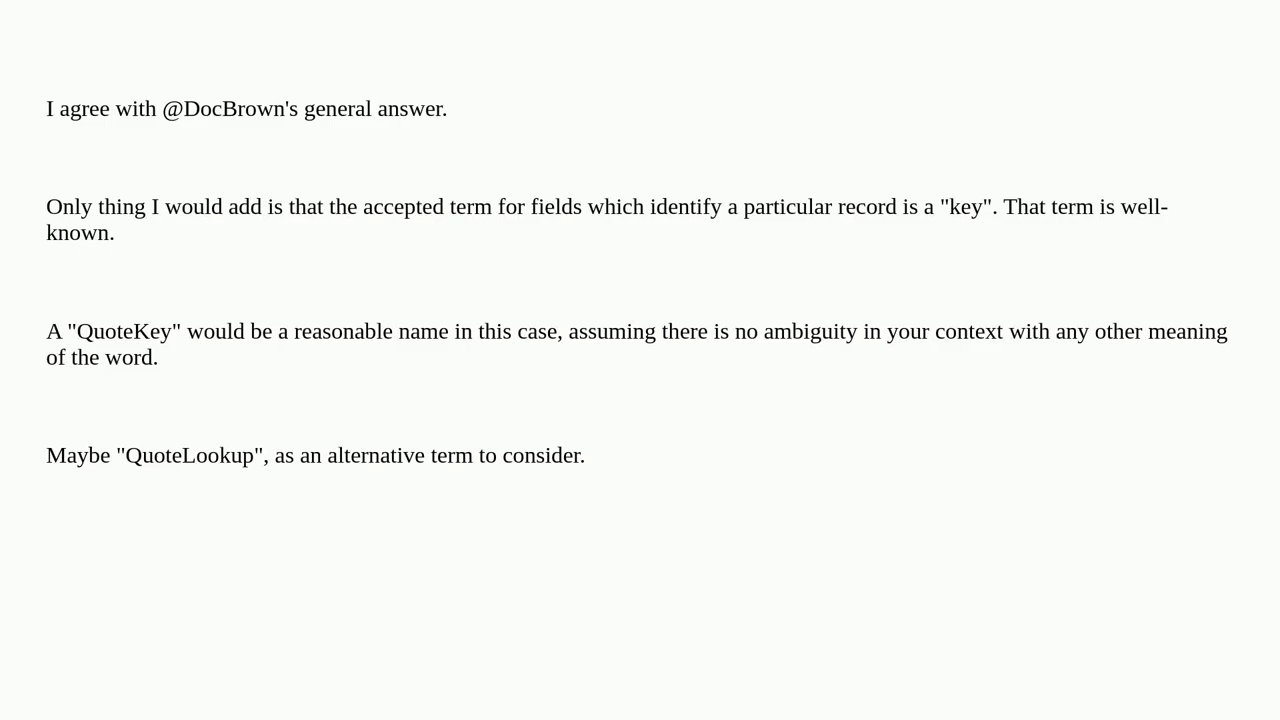 I agree with @DocBrown's general answer.
Only thing I would add is that the accepted term for fields which identify a particular record is a "key". That term is well-
known.
A "QuoteKey" would be a reasonable name in this case, assuming there is no ambiguity in your context with any other meaning
of the word.
Maybe "QuoteLookup", as an alternative term to consider.